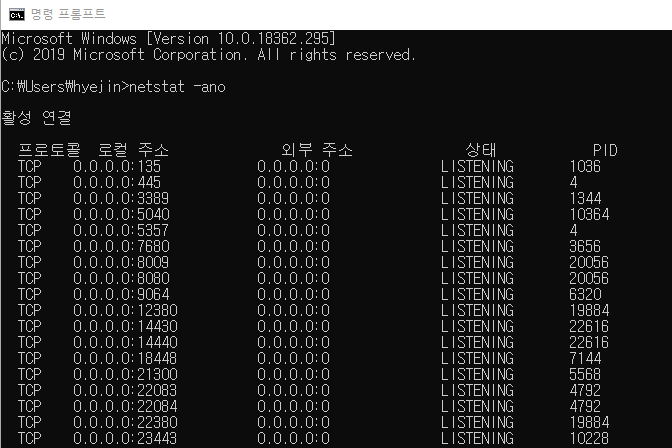 명령 프롬프트
Microsoft Windows [Version 10.0.18362.295]
(c) 2019 Microsoft Corporation. All rights reserved.
C:₩Users₩hyejin>netstat -ano
활성 연결
프로토콜 로컬 주소 외부 주소 상태 PID
TCP 0.0.0.0:135 0.0.0.0:0 LISTENING 1036
TCP 0.0.0.0:445 0.0.0.0:0 LISTENING 4
TCP 0.0.0.0:3389 0.0.0.0:0 LISTENING 1344
TCP 0.0.0.0:5040 0.0.0.0:0 LISTENING 10364
TCP 0.0.0.0:5357 0.0.0.0:0 LISTENING 4
TCP 0.0.0.0:7680 0.0.0.0:0 LISTENING 3656
TCP 0.0.0.0:8009 0.0.0.0:0 LISTENING 20056
TCP 0.0.0.0:8080 0.0.0.0:0 LISTENING 20056
TCP 0.0.0.0:9064 0.0.0.0:0 LISTENING 6320
TCP 0.0.0.0:12380 0.0.0.0:0 LISTENING 19884
TCP 0.0.0.0:14430 0.0.0.0:0 LISTENING 22616
TCP 0.0.0.0:14440 0.0.0.0:0 LISTENING 22616
TCP 0.0.0.0:18448 0.0.0.0:0 LISTENING 7144
TCP 0.0.0.0:21300 0.0.0.0:0 LISTENING 5568
TCP 0.0.0.0:22083 0.0.0.0:0 LISTENING 4792
TCP 0.0.0.0:22084 0.0.0.0:0 LISTENING 4792
TCP 0.0.0.0:22380 0.0.0.0:0 LISTENING 19884
TCP 0.0.0.0:23443 0.0.0.0:0 LISTENING 10228